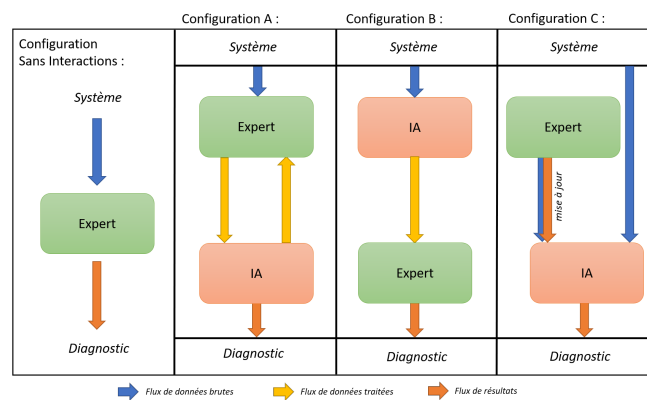 Configuration A :
Configuration B :
Configuration C :
Configuration
Sans Interactions :
Système
Expert
Diagnostic
Système
Expert
IA
Diagnostic
Système
IA
Expert
Diagnostic
Système
Expert
mise à jour
IA
Diagnostic
Flux de données brutes
Flux de données traitées
Flux de résultats